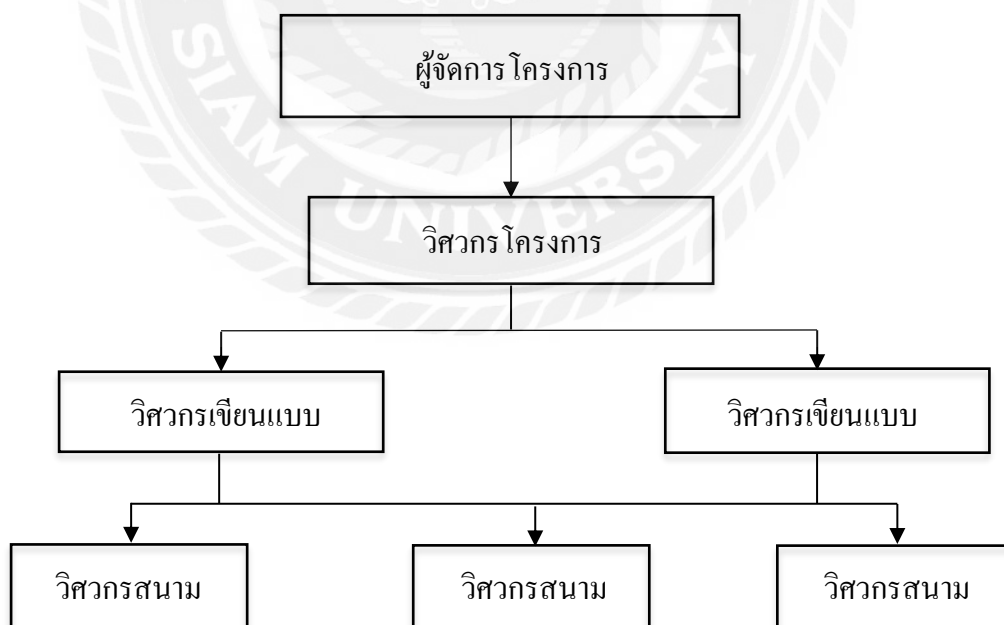 ผู้จัดการโครงการ
SIAM UNIVERSITY
วิศวกรโครงการ
วิศวกรเขียนแบบ
วิศวกรเขียนแบบ
วิศวกรสนาม
วิศวกรสนาม
วิศวกรสนาม